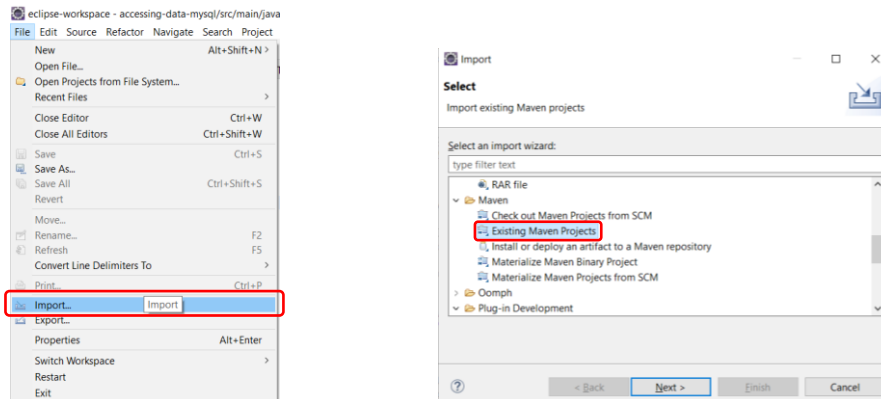 eclipse-workspace - accessing-data-mysql/src/main/java
File Edit Source Refactor Navigate Search Project
New Alt+Shift+N >
Open File...
Open Projects from File System...
Recent Files >
Close Editor Ctrl+W
Close All Editors Ctrl+Shift+W
Save Ctrl+S
Save As...
Save All Ctrl+Shift+S
Revert
Move...
Rename... F2
Refresh F5
Convert Line Delimiters To >
Print... Ctrl+P
Import... Import
Export...
Properties Alt+Enter
Switch Workspace >
Restart
Exit
Import
Select
Import existing Maven projects
Select an import wizard:
type filter text
RAR file
Maven
Check out Maven Projects from SCM
Existing Maven Projects
Install or deploy an artifact to a Maven repository
Materialize Maven Binary Project
Materialize Maven Projects from SCM
> Oomph
Plug-in Development
? < Back Next > Finish Cancel